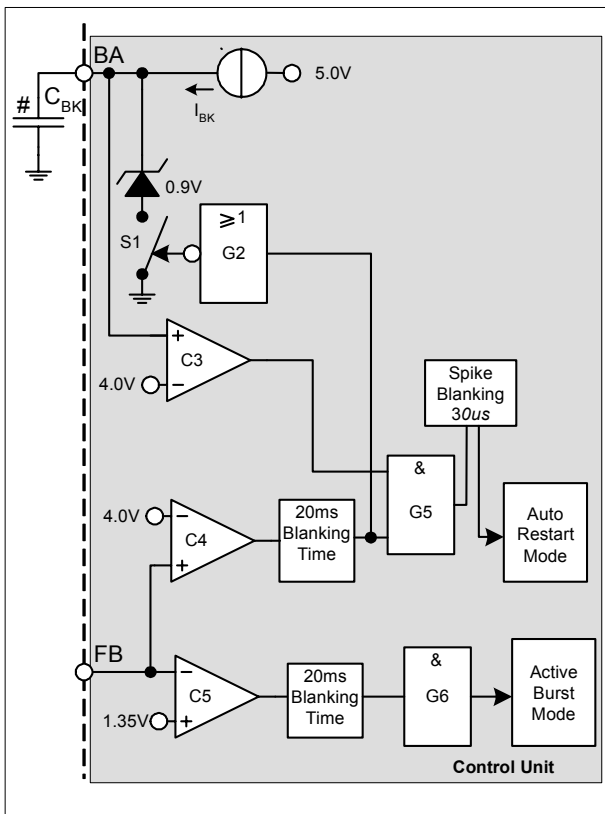 BA
5.0V
# C_BK
I_BK
0.9V
S1
≥1
G2
C3
+
−
4.0V
Spike
Blanking
30us
&
G5
4.0V
−
+
C4
20ms
Blanking
Time
Auto
Restart
Mode
FB
−
+
C5
1.35V
20ms
Blanking
Time
&
G6
Active
Burst
Mode
Control Unit